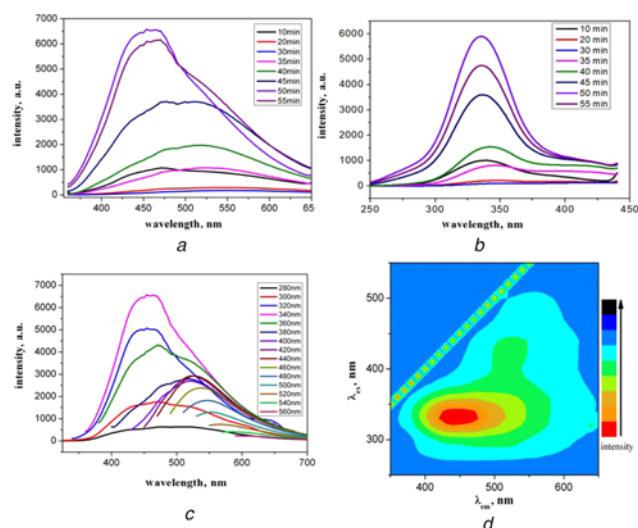 7000
6000
5000
4000
3000
2000
1000
0
intensity, a.u.
400 450 500 550 600 650
wavelength, nm
10min
20min
30min
35min
40min
45min
50min
55min
a
7000
6000
5000
4000
3000
2000
1000
0
intensity, a.u.
250 300 350 400 450
wavelength, nm
10 min
20 min
30 min
35 min
40 min
45 min
50 min
55 min
b
7000
6000
5000
4000
3000
2000
1000
0
intensity, a.u.
400 500 600 700
wavelength, nm
280nm
300nm
320nm
340nm
360nm
380nm
400nm
420nm
440nm
460nm
480nm
500nm
520nm
540nm
560nm
c
500
400
300
λex, nm
400 500 600
λem, nm
intensity
d